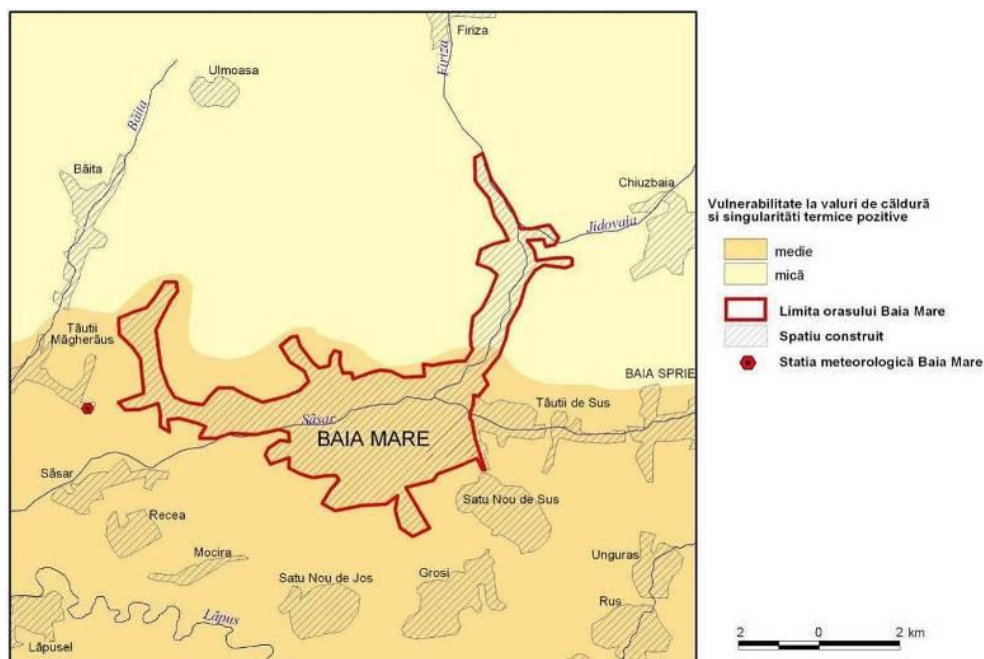 Firiza
Firiza
Ulmoasa
Băita
Băita
Chiuzbaia
Jidovaia
Tăutii
Măgherăus
BAIA SPRIE
Tăutii de Sus
Săsar
BAIA MARE
Săsar
Satu Nou de Sus
Recea
Mocira
Unguras
Satu Nou de Jos
Grosi
Rus
Lăpus
Lăpusel
Vulnerabilitate la valuri de căldură
si singularităti termice pozitive
medie
mică
Limita orasului Baia Mare
Spatiu construit
Statia meteorologică Baia Mare
2 0 2 km